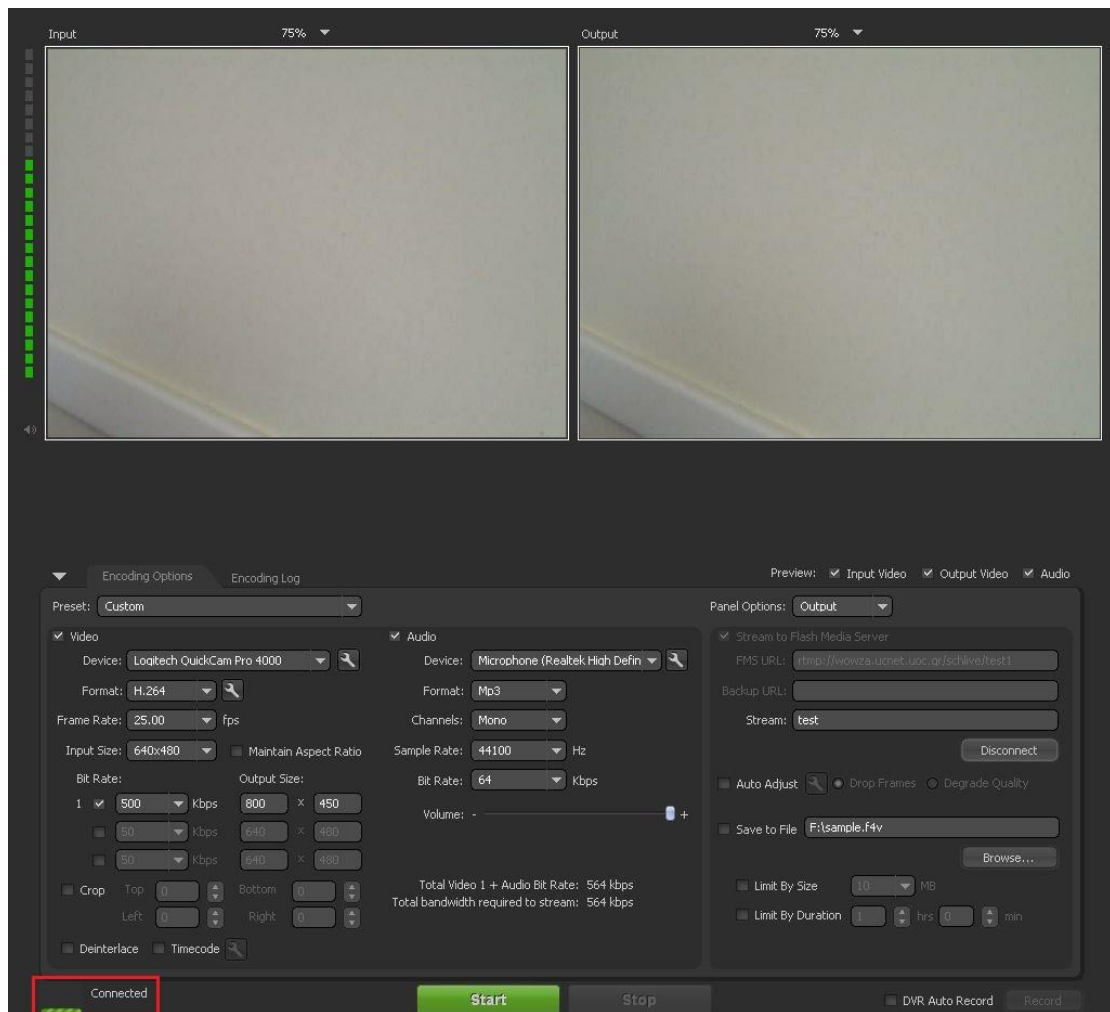 Input 75% Output 75%
Encoding Options Encoding Log Preview: Input Video Output Video Audio
Preset: Custom Panel Options: Output
Video Audio Stream to Flash Media Server
Device: Logitech QuickCam Pro 4000 Device: Microphone (Realtek High Defin FMS URL: rtmp://wowza.ucnet.uoc.gr/schlive/test1
Format: H.264 Format: Mp3 Backup URL:
Frame Rate: 25.00 fps Channels: Mono Stream: test
Input Size: 640x480 Maintain Aspect Ratio Sample Rate: 44100 Hz Disconnect
Bit Rate: Output Size: Bit Rate: 64 Kbps Auto Adjust Drop Frames Degrade Quality
1 500 Kbps 800 x 450 Volume: - +
50 Kbps 640 x 480 Save to File F:\sample.f4v
50 Kbps 640 x 480 Browse...
Crop Top 0 Bottom 0 Total Video 1 + Audio Bit Rate: 564 kbps Limit By Size 10 MB
Left 0 Right 0 Total bandwidth required to stream: 564 kbps Limit By Duration 1 hrs 0 min
Deinterlace Timecode
Connected Start Stop DVR Auto Record Record